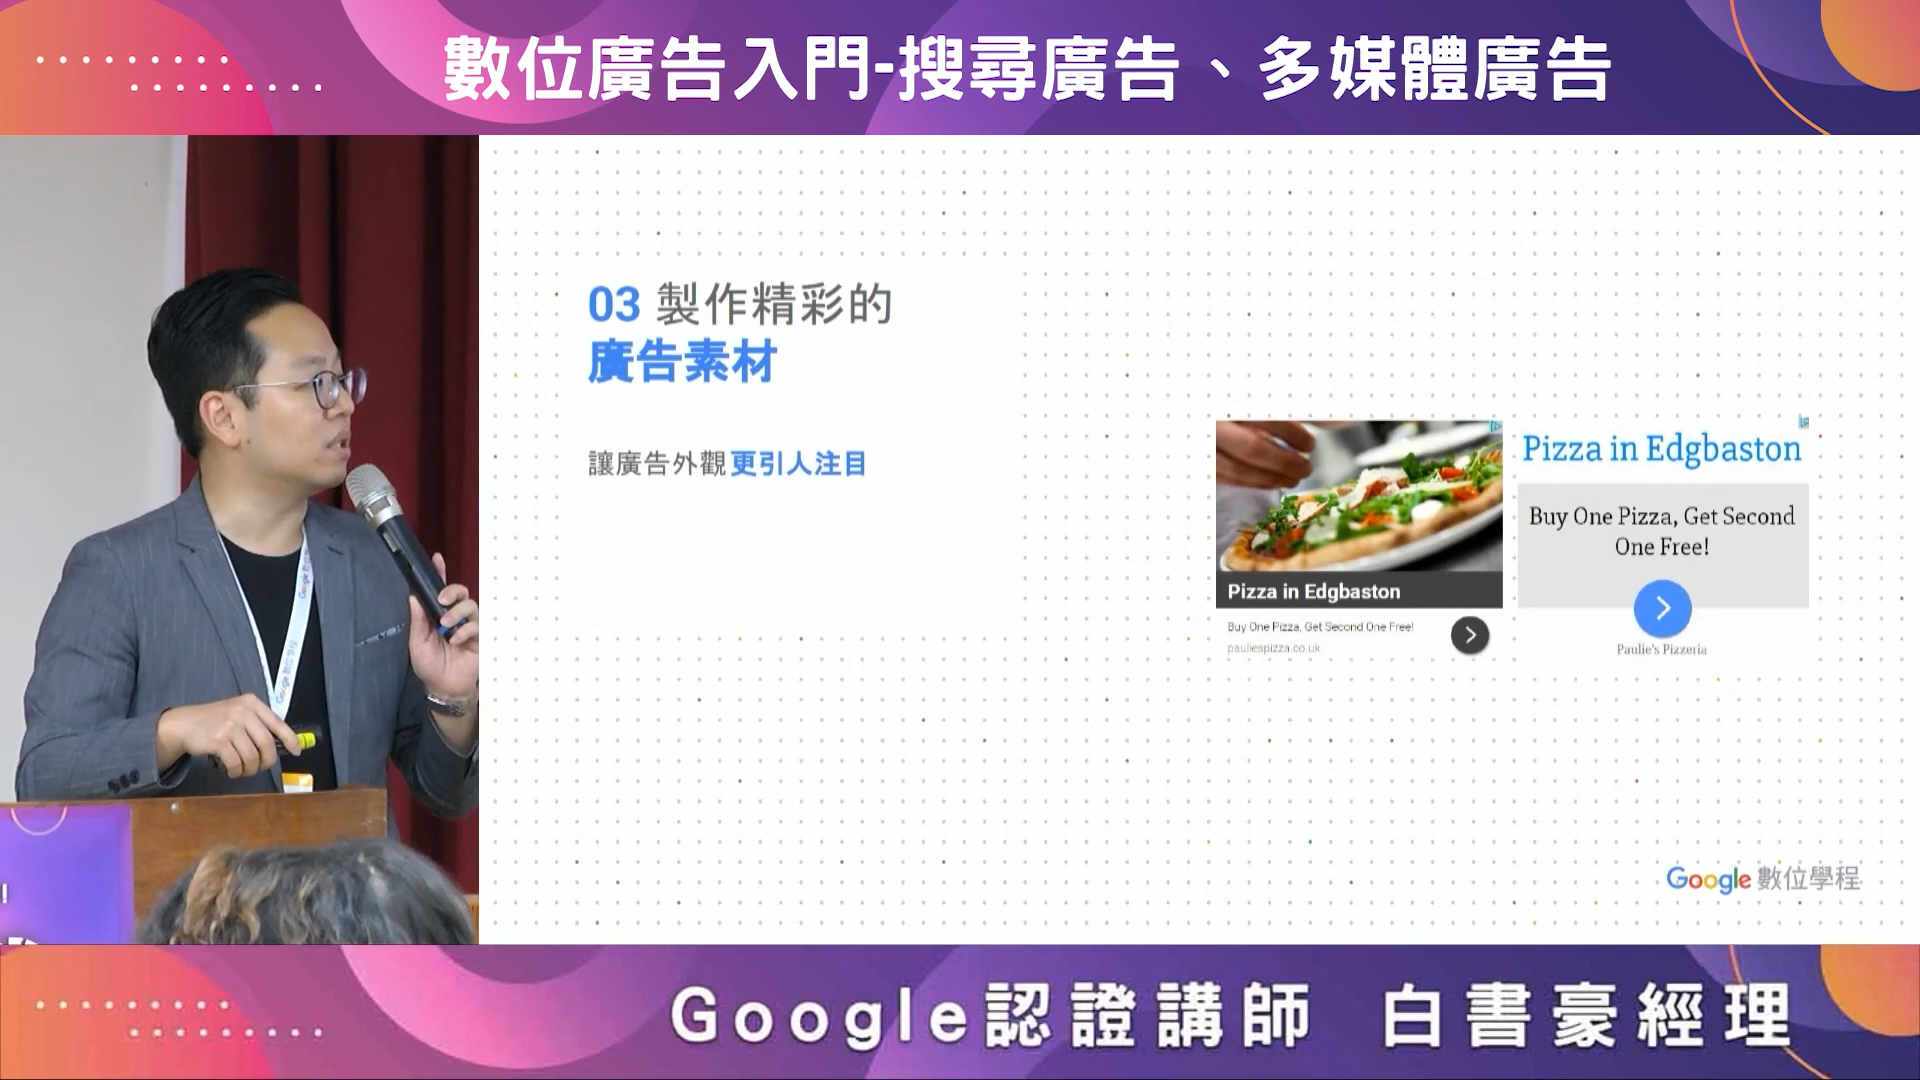 數位廣告入門-搜尋廣告、多媒體廣告
03 製作精彩的
廣告素材
讓廣告外觀更引人注目
Pizza in Edgbaston
Buy One Pizza, Get Second One Free!
pauliespizza.co.uk
Pizza in Edgbaston
Buy One Pizza, Get Second
One Free!
Paulie's Pizzeria
Google 數位學程
Google認證講師 白書豪經理